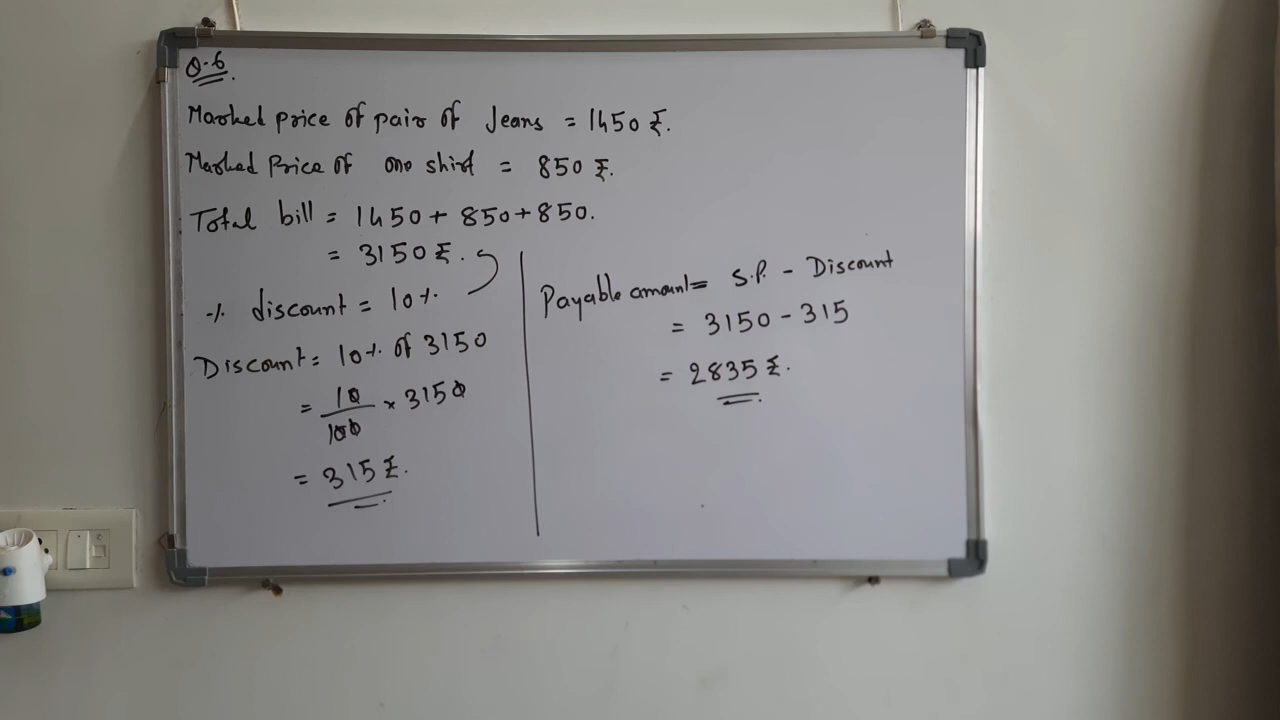 Q-6.
Marked price of pair of Jeans = 1450 ₹.
Marked Price of one shirt = 850 ₹.
Total bill = 1450 + 850 + 850.
= 3150 ₹.
% discount = 10%.
Discount = 10% of 3150
= 10/100 × 3150
= 315 ₹.
Payable amount = S.P. - Discount
= 3150 - 315
= 2835 ₹.